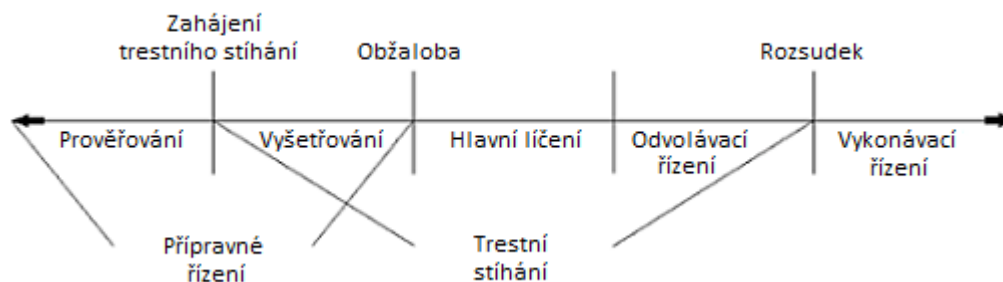 Zahájení
trestního stíhání
Obžaloba
Rozsudek
Prověřování
Vyšetřování
Hlavní líčení
Odvolávací
řízení
Vykonávací
řízení
Přípravné
řízení
Trestní
stíhání